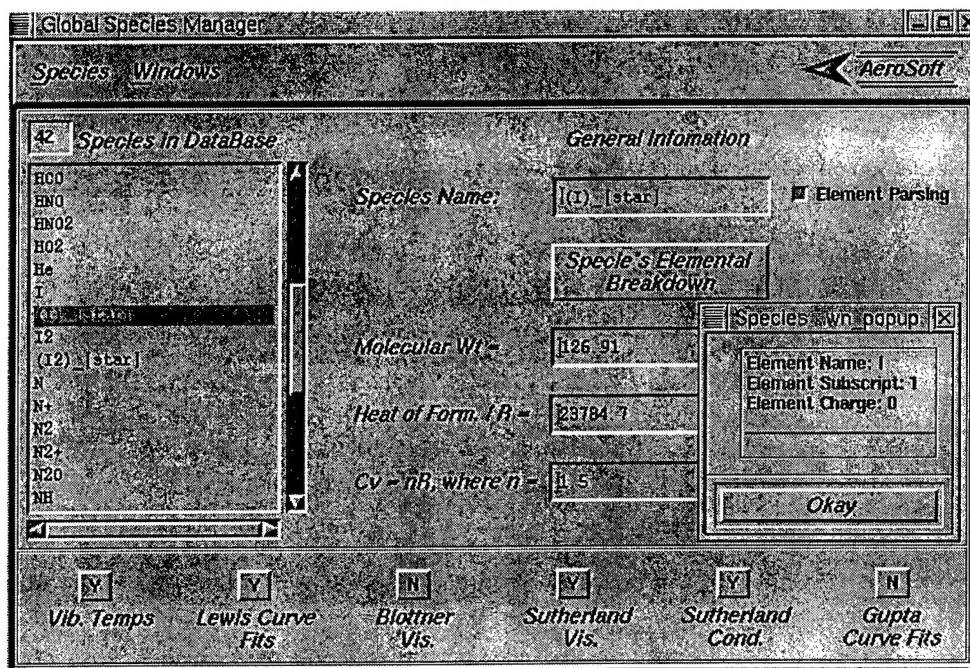 Global Species Manager
Species Windows
AeroSoft
42 Species in DataBase
HCO
HNO
HNO2
HO2
He
I
(I)_[star]
I2
(I2)_[star]
N
N+
N2
N2+
N2O
NH
General Infomation
Species Name: (I)_[star] Element Parsing
Specie's Elemental
Breakdown
Molecular Wt = 126.91
Heat of Form. / R = 23784.7
Cv = nR, where n = 1.5
Element Name: I
Element Subscript: 1
Element Charge: 0
Okay
Y Y N Y Y N
Vib. Temps
Lewis Curve
Fits
Blottner
Vis.
Sutherland
Vis.
Sutherland
Cond.
Gupta
Curve Fits